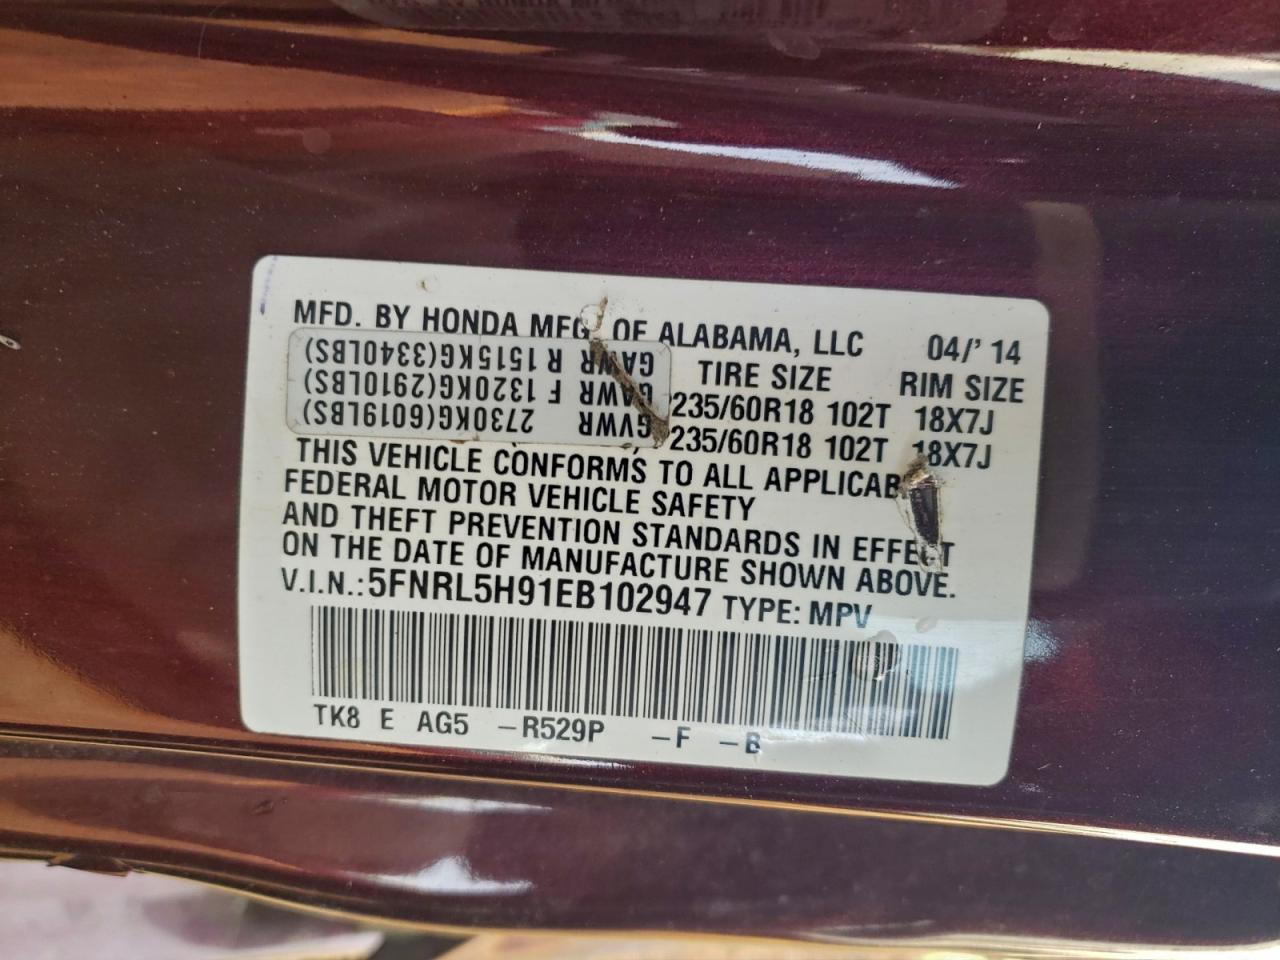 MFD. BY HONDA MFG. OF ALABAMA, LLC 04/' 14
TIRE SIZE RIM SIZE
235/60R18 102T 18X7J
235/60R18 102T 18X7J
GVWR 2730KG(6019LBS)
GAWR F 1320KG(2910LBS)
GAWR R 1515KG(3340LBS)
THIS VEHICLE CONFORMS TO ALL APPLICAB
FEDERAL MOTOR VEHICLE SAFETY
AND THEFT PREVENTION STANDARDS IN EFFECT
ON THE DATE OF MANUFACTURE SHOWN ABOVE.
V.I.N.:5FNRL5H91EB102947 TYPE: MPV
TK8 E AG5 –R529P –F –B